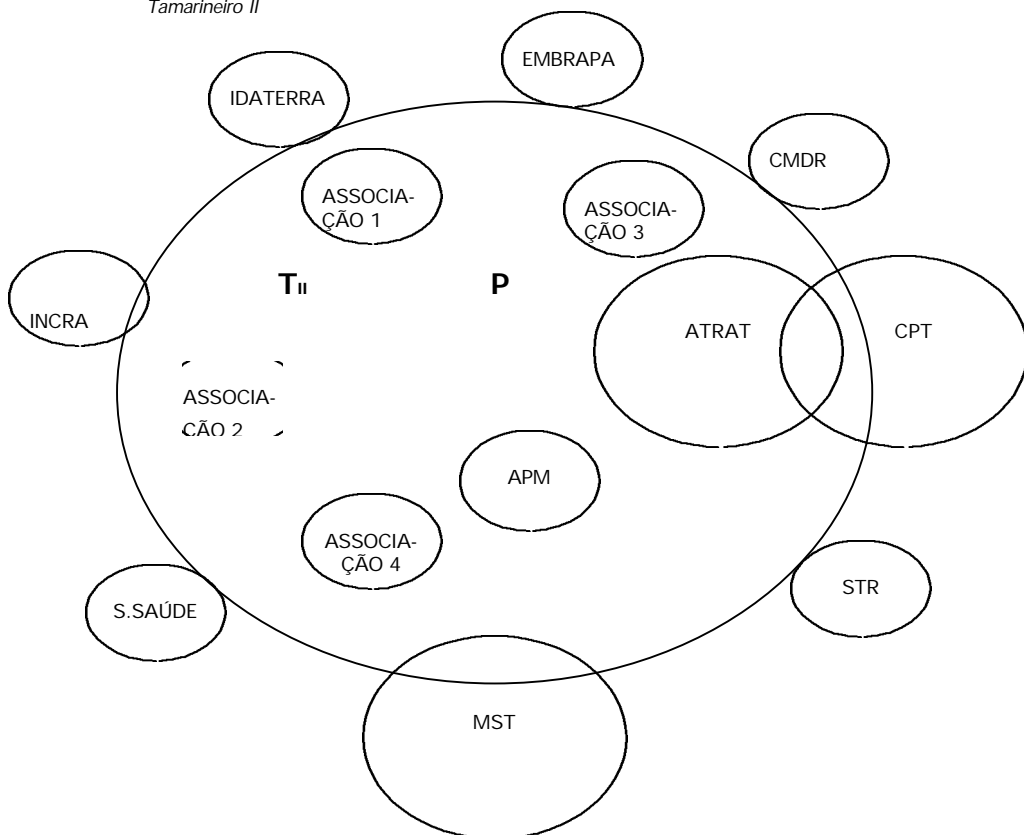 Tamarineiro II
EMBRAPA
IDATERRA
CMDR
ASSOCIA-
ÇÃO 1
ASSOCIA-
ÇÃO 3
TII
P
INCRA
ATRAT
CPT
ASSOCIA-
ÇÃO 2
APM
ASSOCIA-
ÇÃO 4
STR
S.SAÚDE
MST